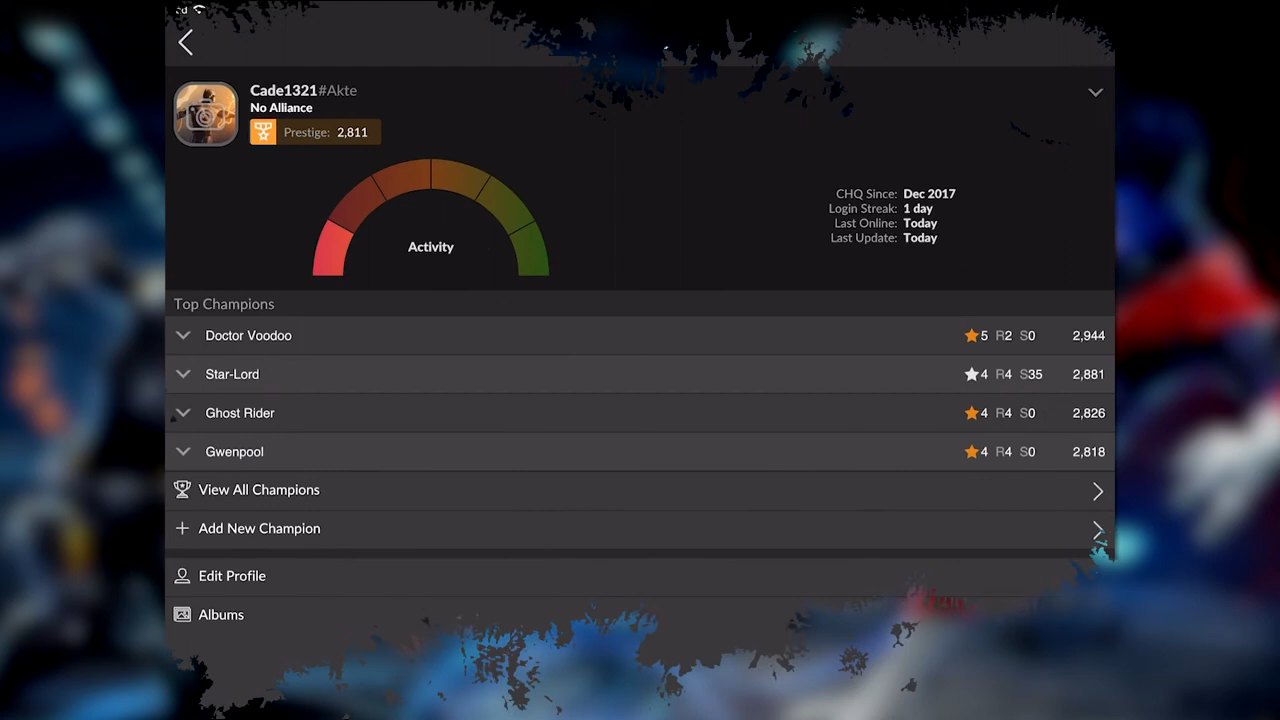 Cade1321#Akte
No Alliance
Prestige: 2,811
Activity
CHQ Since: Dec 2017
Login Streak: 1 day
Last Online: Today
Last Update: Today
Top Champions
Doctor Voodoo ★5 R2 S0 2,944
Star-Lord ★4 R4 S35 2,881
Ghost Rider ★4 R4 S0 2,826
Gwenpool ★4 R4 S0 2,818
View All Champions
Add New Champion
Edit Profile
Albums